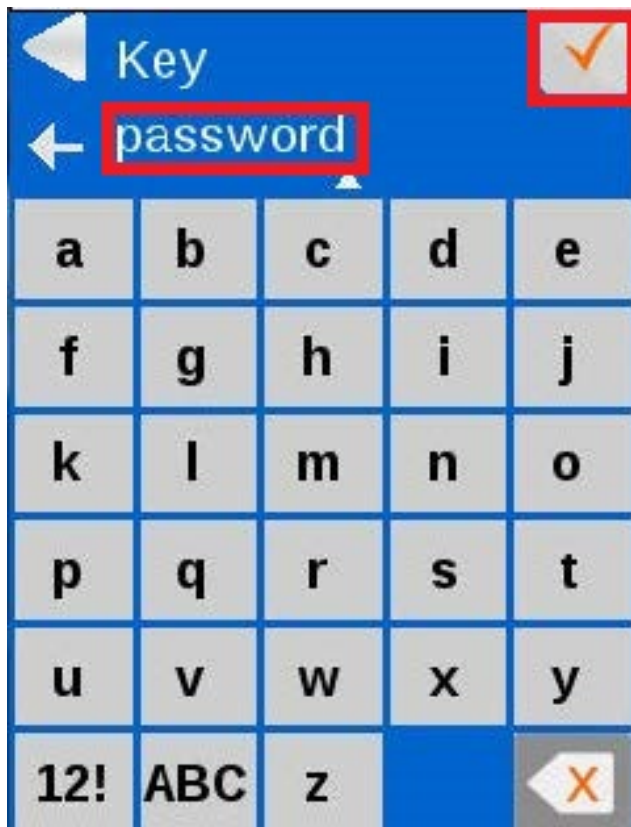 Key
password
a b c d e
f g h i j
k l m n o
p q r s t
u v w x y
12! ABC z X